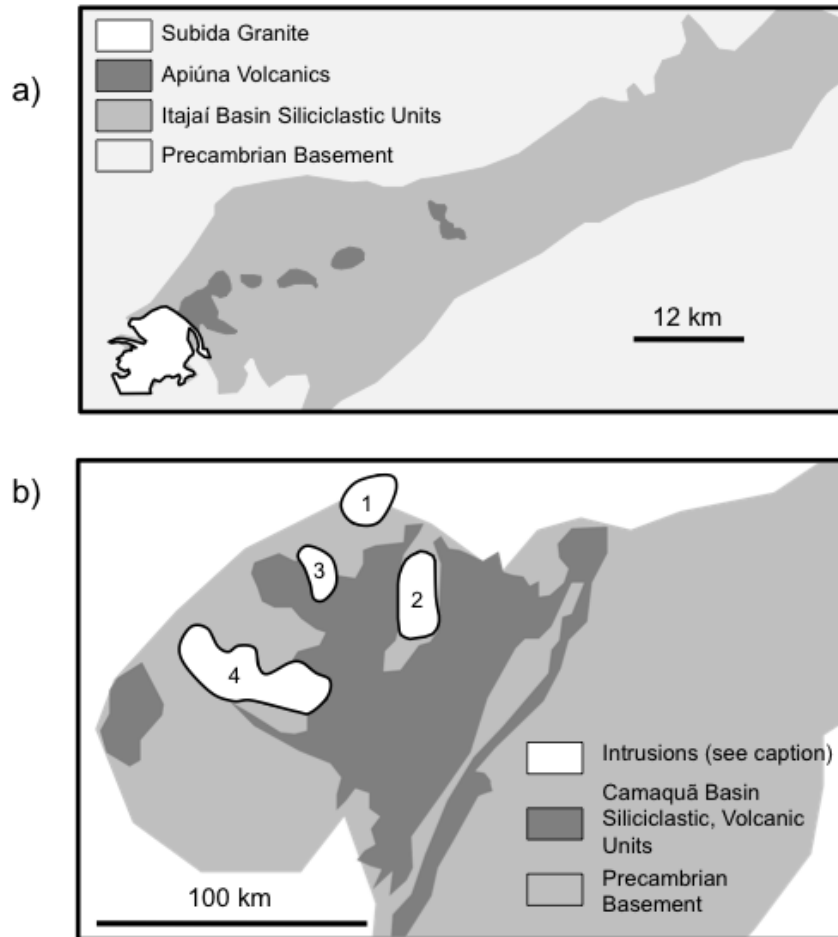 a)
Subida Granite
Apiúna Volcanics
Itajaí Basin Siliciclastic Units
Precambrian Basement
12 km
b)
1
3
2
4
Intrusions (see caption)
Camaquã Basin
Siliciclastic, Volcanic
Units
Precambrian
Basement
100 km